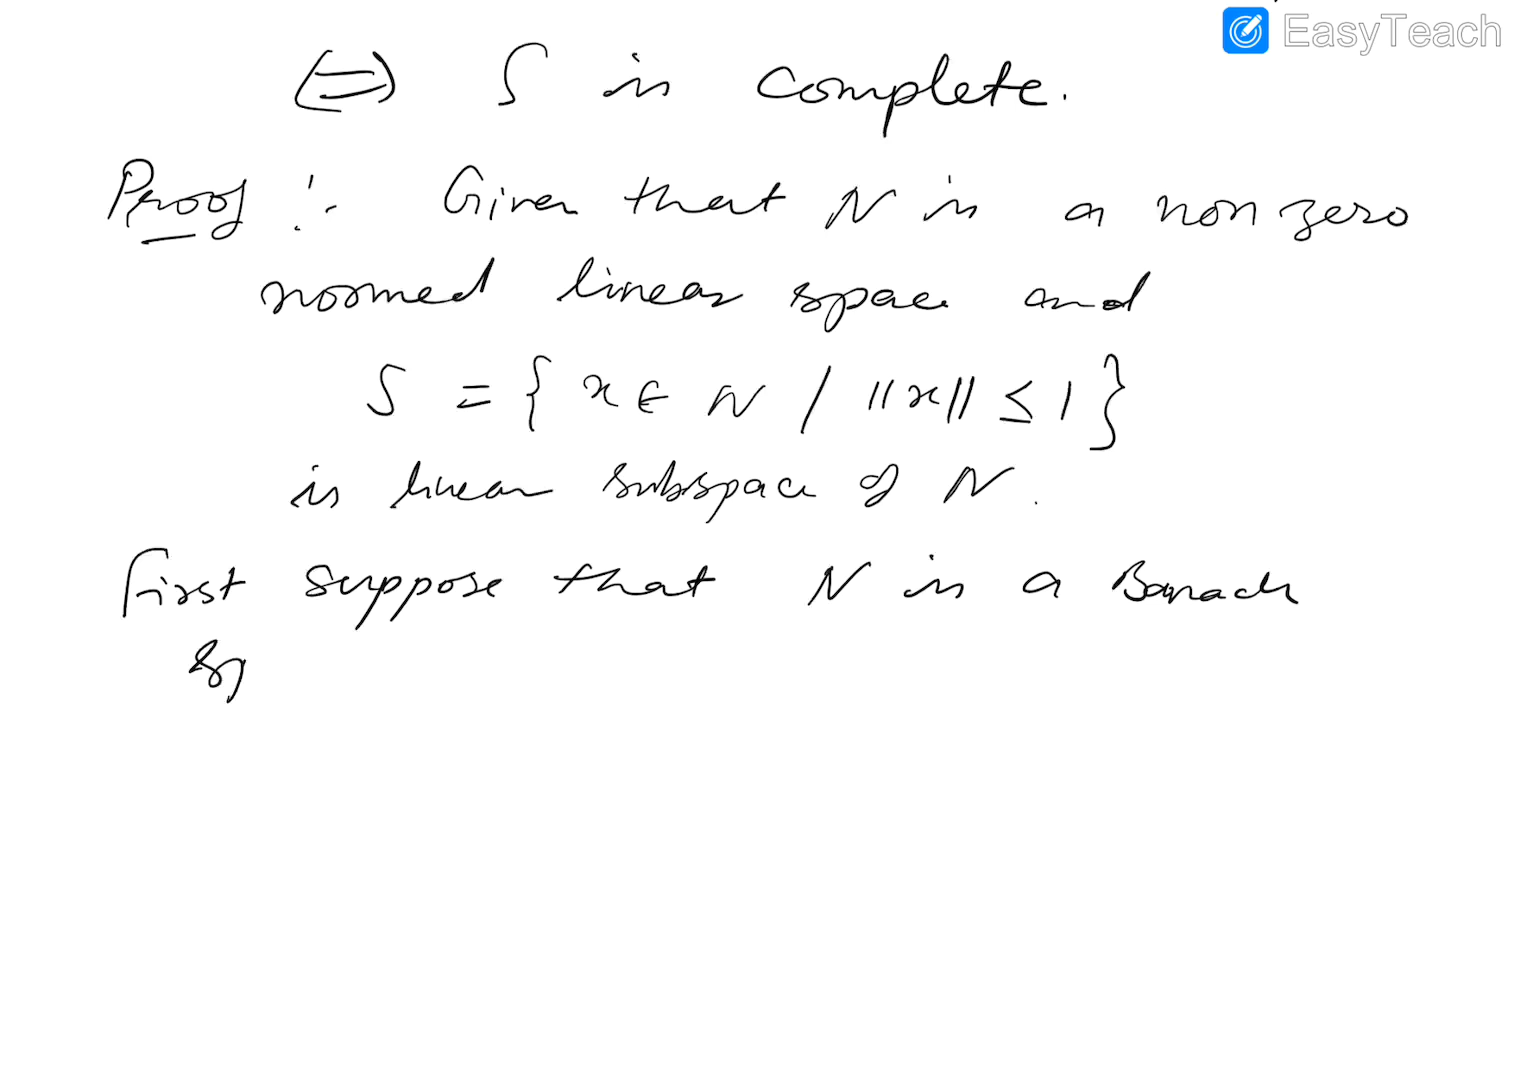 EasyTeach
⟺ S is complete.
Proof :- Given that N is a non zero
normed linear space and
S = { x ∈ N / ||x|| ≤ 1 }
is linear subspace of N.
First suppose that N is a Banach
sp